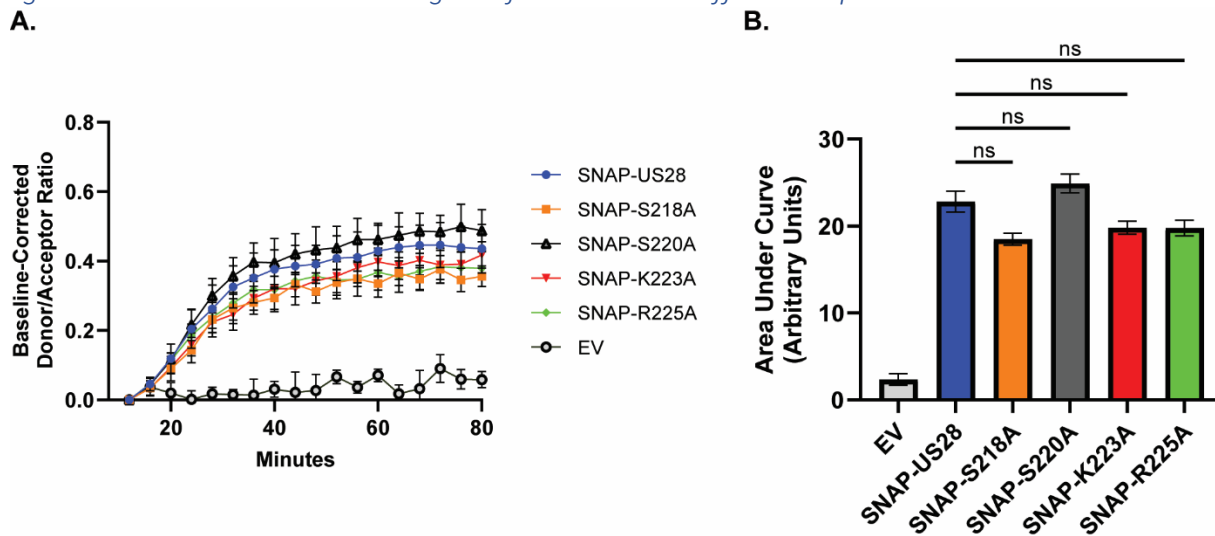 A.
0.8
0.6
0.4
0.2
0.0
20
40
60
80
Baseline-Corrected
Donor/Acceptor Ratio
Minutes
SNAP-US28
SNAP-S218A
SNAP-S220A
SNAP-K223A
SNAP-R225A
EV
B.
ns
ns
ns
ns
30
20
10
0
Area Under Curve
(Arbitrary Units)
EV
SNAP-US28
SNAP-S218A
SNAP-S220A
SNAP-K223A
SNAP-R225A